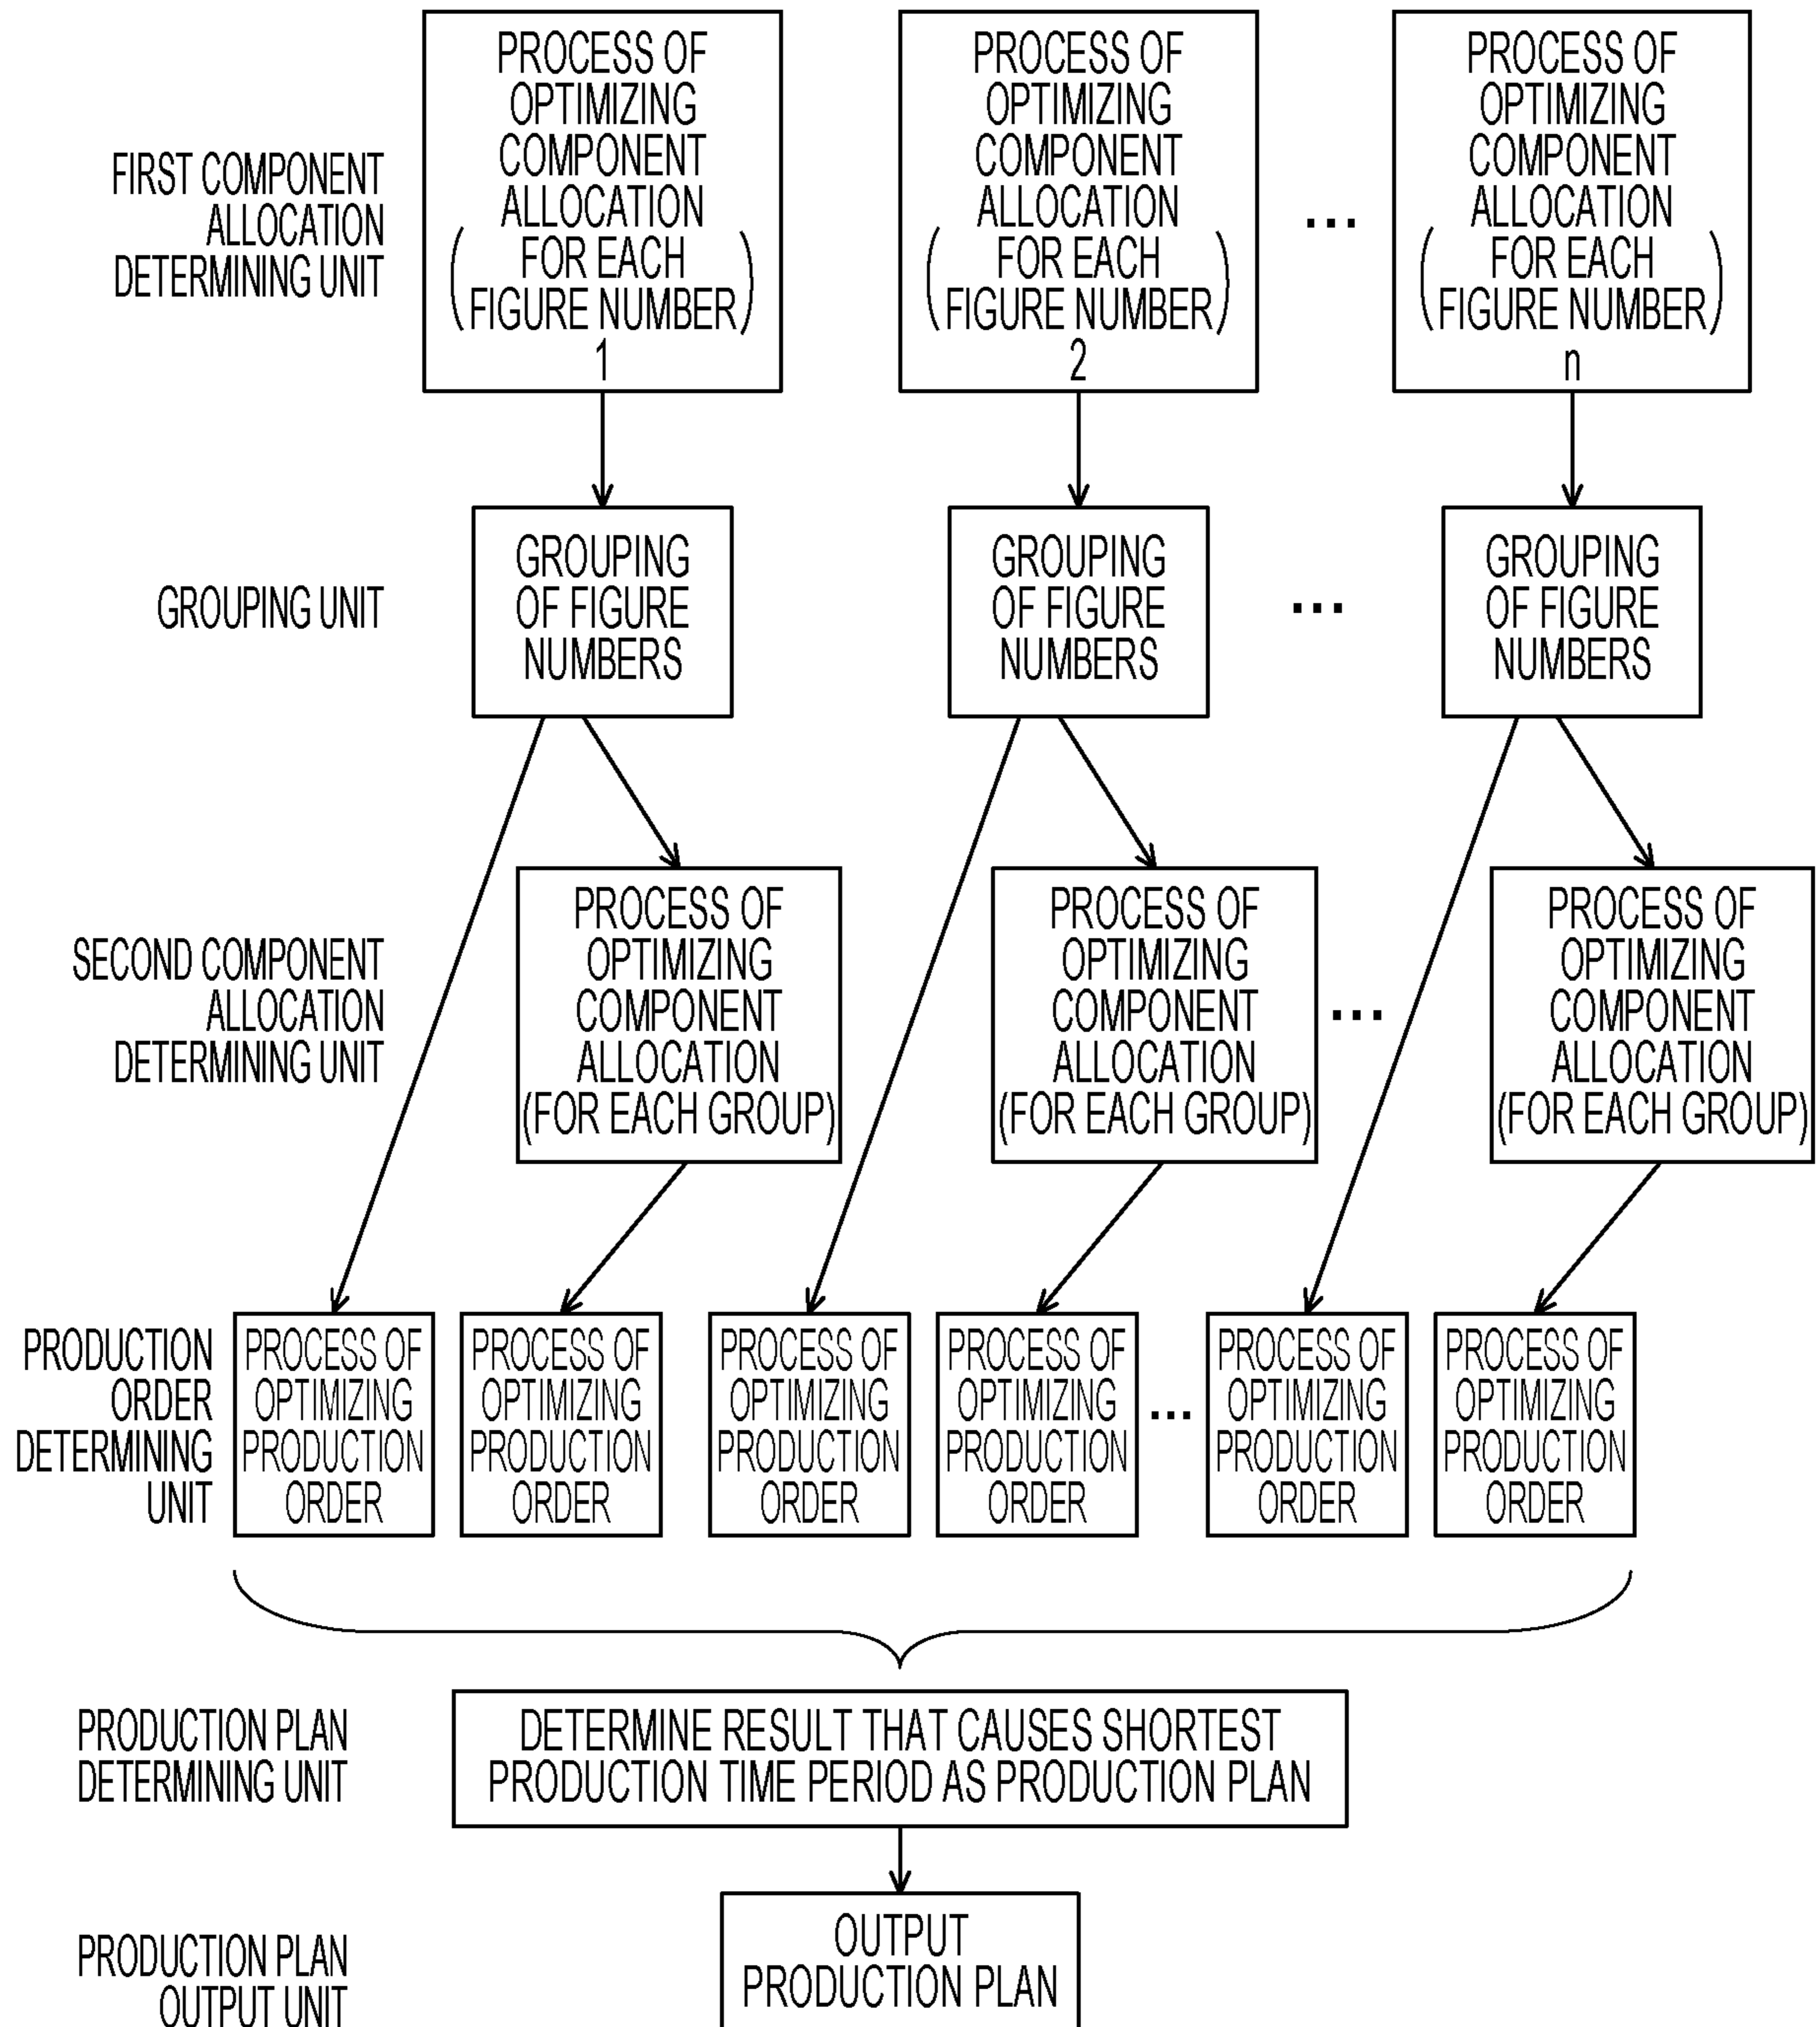 FIRST COMPONENT
ALLOCATION
DETERMINING UNIT
PROCESS OF
OPTIMIZING
COMPONENT
ALLOCATION
(FOR EACH
FIGURE NUMBER)
1
PROCESS OF
OPTIMIZING
COMPONENT
ALLOCATION
(FOR EACH
FIGURE NUMBER)
2
...
PROCESS OF
OPTIMIZING
COMPONENT
ALLOCATION
(FOR EACH
FIGURE NUMBER)
n
GROUPING UNIT
GROUPING
OF FIGURE
NUMBERS
GROUPING
OF FIGURE
NUMBERS
...
GROUPING
OF FIGURE
NUMBERS
SECOND COMPONENT
ALLOCATION
DETERMINING UNIT
PROCESS OF
OPTIMIZING
COMPONENT
ALLOCATION
(FOR EACH GROUP)
PROCESS OF
OPTIMIZING
COMPONENT
ALLOCATION
(FOR EACH GROUP)
...
PROCESS OF
OPTIMIZING
COMPONENT
ALLOCATION
(FOR EACH GROUP)
PRODUCTION
ORDER
DETERMINING
UNIT
PROCESS OF
OPTIMIZING
PRODUCTION
ORDER
PROCESS OF
OPTIMIZING
PRODUCTION
ORDER
PROCESS OF
OPTIMIZING
PRODUCTION
ORDER
PROCESS OF
OPTIMIZING
PRODUCTION
ORDER
...
PROCESS OF
OPTIMIZING
PRODUCTION
ORDER
PROCESS OF
OPTIMIZING
PRODUCTION
ORDER
PRODUCTION PLAN
DETERMINING UNIT
DETERMINE RESULT THAT CAUSES SHORTEST
PRODUCTION TIME PERIOD AS PRODUCTION PLAN
PRODUCTION PLAN
OUTPUT UNIT
OUTPUT
PRODUCTION PLAN